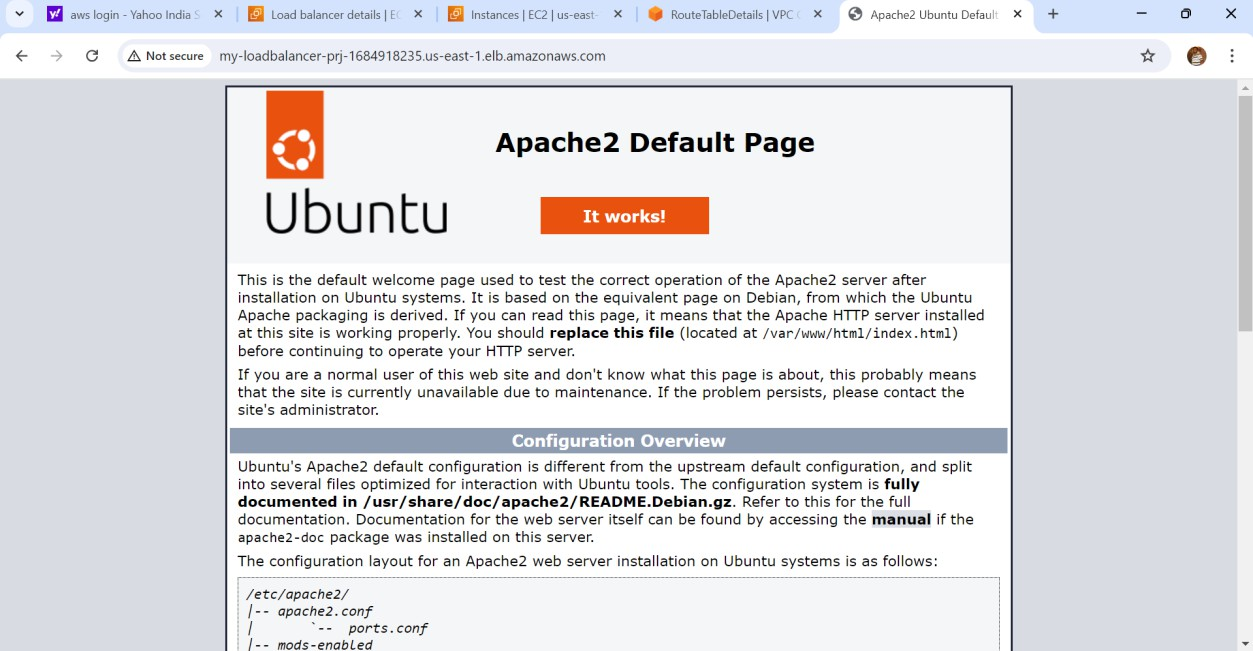 aws login - Yahoo India S
Load balancer details | EC
Instances | EC2 | us-east-
RouteTableDetails | VPC C
Apache2 Ubuntu Default
Not secure
my-loadbalancer-prj-1684918235.us-east-1.elb.amazonaws.com
Ubuntu
Apache2 Default Page
It works!
This is the default welcome page used to test the correct operation of the Apache2 server after
installation on Ubuntu systems. It is based on the equivalent page on Debian, from which the Ubuntu
Apache packaging is derived. If you can read this page, it means that the Apache HTTP server installed
at this site is working properly. You should replace this file (located at /var/www/html/index.html)
before continuing to operate your HTTP server.
If you are a normal user of this web site and don't know what this page is about, this probably means
that the site is currently unavailable due to maintenance. If the problem persists, please contact the
site's administrator.
Configuration Overview
Ubuntu's Apache2 default configuration is different from the upstream default configuration, and split
into several files optimized for interaction with Ubuntu tools. The configuration system is fully
documented in /usr/share/doc/apache2/README.Debian.gz. Refer to this for the full
documentation. Documentation for the web server itself can be found by accessing the manual if the
apache2-doc package was installed on this server.
The configuration layout for an Apache2 web server installation on Ubuntu systems is as follows:
/etc/apache2/
|-- apache2.conf
|       `--  ports.conf
|-- mods-enabled